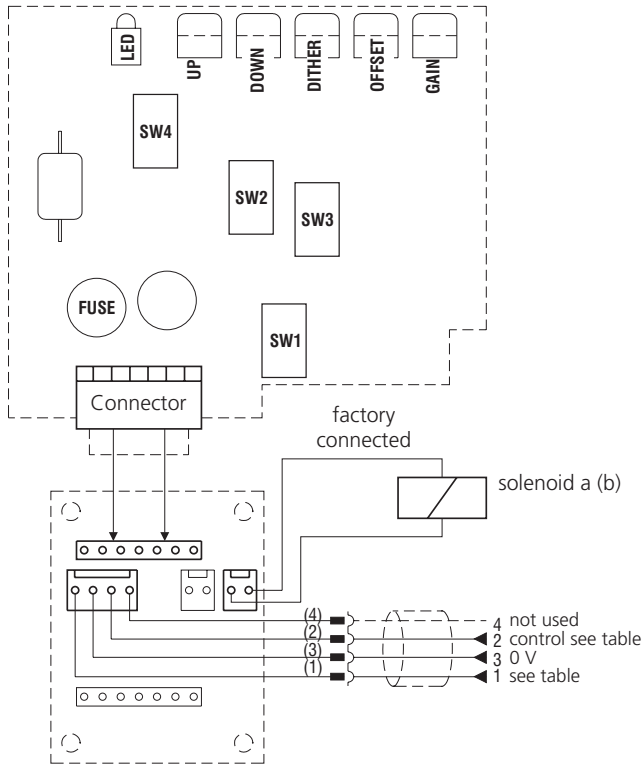 LED
UP
DOWN
DITHER
OFFSET
GAIN
SW4
SW2
SW3
FUSE
SW1
Connector
factory
connected
solenoid a (b)
(4)
4 not used
(2)
2 control see table
(3)
3 0 V
(1)
1 see table